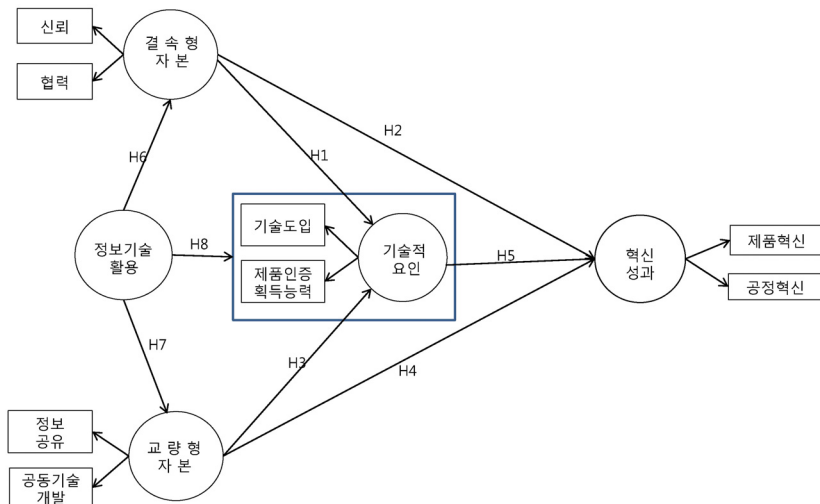 신뢰
결 속 형
자 본
협력
H2
H6
H1
기술도입
정보기술
활용
H8
기술적
요인
제품인증
획득능력
H5
혁신
성과
제품혁신
공정혁신
H7
H3
H4
정보
공유
교 량 형
자 본
공동기술
개발